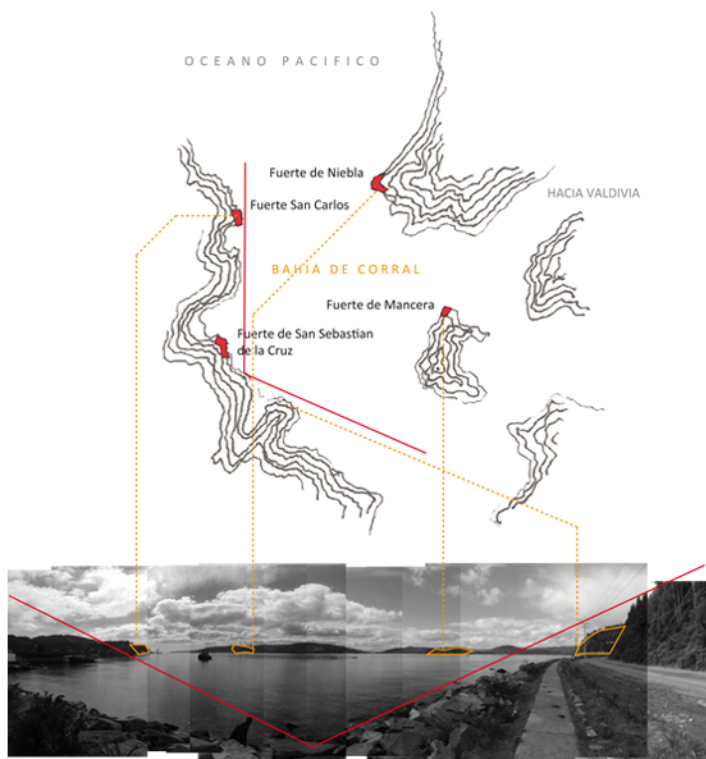 OCEANO PACIFICO
Fuerte de Niebla
HACIA VALDIVIA
Fuerte San Carlos
BAHIA DE CORRAL
Fuerte de Mancera
Fuerte de San Sebastian
de la Cruz